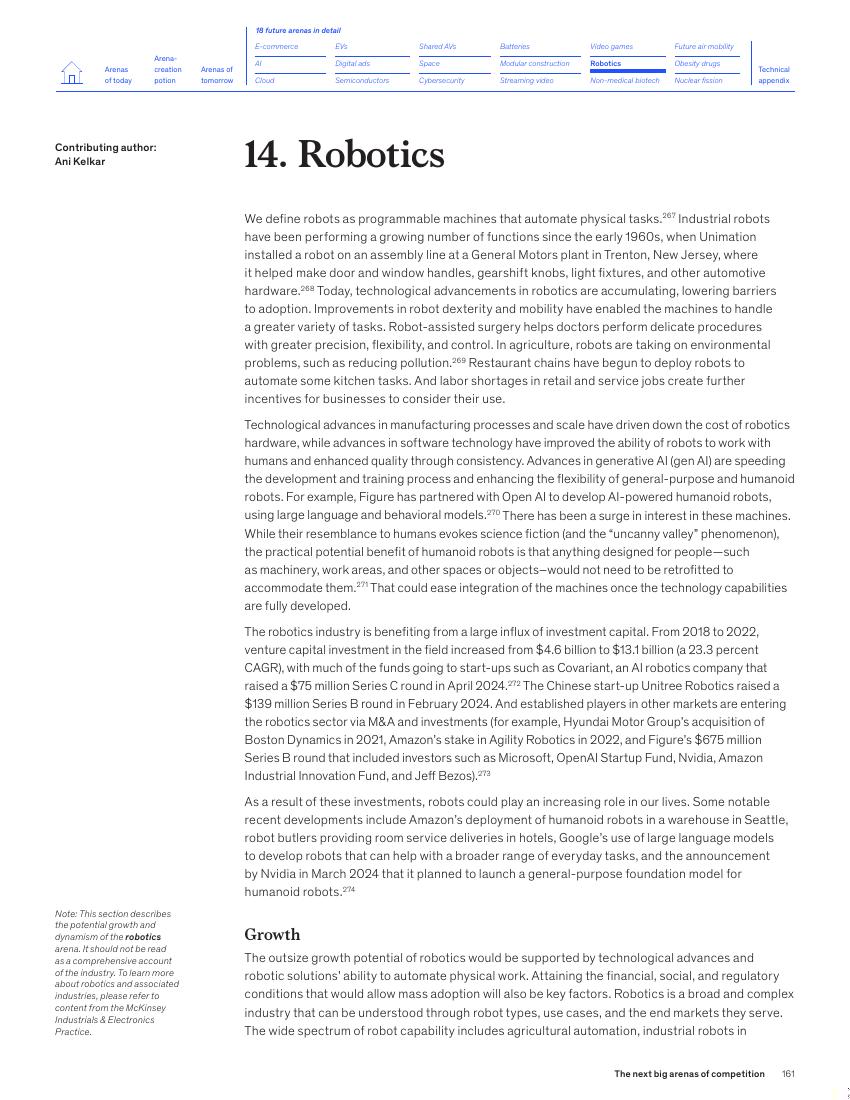 18 future arenas in detail
Arenas of today
Arena-creation potion
Arenas of tomorrow
E-commerce EVs Shared AVs Batteries Video games Future air mobility
AI Digital ads Space Modular construction Robotics Obesity drugs
Cloud Semiconductors Cybersecurity Streaming video Non-medical biotech Nuclear fission
Technical appendix
Contributing author:
Ani Kelkar
14. Robotics
We define robots as programmable machines that automate physical tasks.267 Industrial robots
have been performing a growing number of functions since the early 1960s, when Unimation
installed a robot on an assembly line at a General Motors plant in Trenton, New Jersey, where
it helped make door and window handles, gearshift knobs, light fixtures, and other automotive
hardware.268 Today, technological advancements in robotics are accumulating, lowering barriers
to adoption. Improvements in robot dexterity and mobility have enabled the machines to handle
a greater variety of tasks. Robot-assisted surgery helps doctors perform delicate procedures
with greater precision, flexibility, and control. In agriculture, robots are taking on environmental
problems, such as reducing pollution.269 Restaurant chains have begun to deploy robots to
automate some kitchen tasks. And labor shortages in retail and service jobs create further
incentives for businesses to consider their use.
Technological advances in manufacturing processes and scale have driven down the cost of robotics
hardware, while advances in software technology have improved the ability of robots to work with
humans and enhanced quality through consistency. Advances in generative AI (gen AI) are speeding
the development and training process and enhancing the flexibility of general-purpose and humanoid
robots. For example, Figure has partnered with Open AI to develop AI-powered humanoid robots,
using large language and behavioral models.270 There has been a surge in interest in these machines.
While their resemblance to humans evokes science fiction (and the “uncanny valley” phenomenon),
the practical potential benefit of humanoid robots is that anything designed for people—such
as machinery, work areas, and other spaces or objects—would not need to be retrofitted to
accommodate them.271 That could ease integration of the machines once the technology capabilities
are fully developed.
The robotics industry is benefiting from a large influx of investment capital. From 2018 to 2022,
venture capital investment in the field increased from $4.6 billion to $13.1 billion (a 23.3 percent
CAGR), with much of the funds going to start-ups such as Covariant, an AI robotics company that
raised a $75 million Series C round in April 2024.272 The Chinese start-up Unitree Robotics raised a
$139 million Series B round in February 2024. And established players in other markets are entering
the robotics sector via M&A and investments (for example, Hyundai Motor Group’s acquisition of
Boston Dynamics in 2021, Amazon’s stake in Agility Robotics in 2022, and Figure’s $675 million
Series B round that included investors such as Microsoft, OpenAI Startup Fund, Nvidia, Amazon
Industrial Innovation Fund, and Jeff Bezos).273
As a result of these investments, robots could play an increasing role in our lives. Some notable
recent developments include Amazon’s deployment of humanoid robots in a warehouse in Seattle,
robot butlers providing room service deliveries in hotels, Google’s use of large language models
to develop robots that can help with a broader range of everyday tasks, and the announcement
by Nvidia in March 2024 that it planned to launch a general-purpose foundation model for
humanoid robots.274
Note: This section describes
the potential growth and
dynamism of the robotics
arena. It should not be read
as a comprehensive account
of the industry. To learn more
about robotics and associated
industries, please refer to
content from the McKinsey
Industrials & Electronics
Practice.
Growth
The outsize growth potential of robotics would be supported by technological advances and
robotic solutions’ ability to automate physical work. Attaining the financial, social, and regulatory
conditions that would allow mass adoption will also be key factors. Robotics is a broad and complex
industry that can be understood through robot types, use cases, and the end markets they serve.
The wide spectrum of robot capability includes agricultural automation, industrial robots in
The next big arenas of competition 161